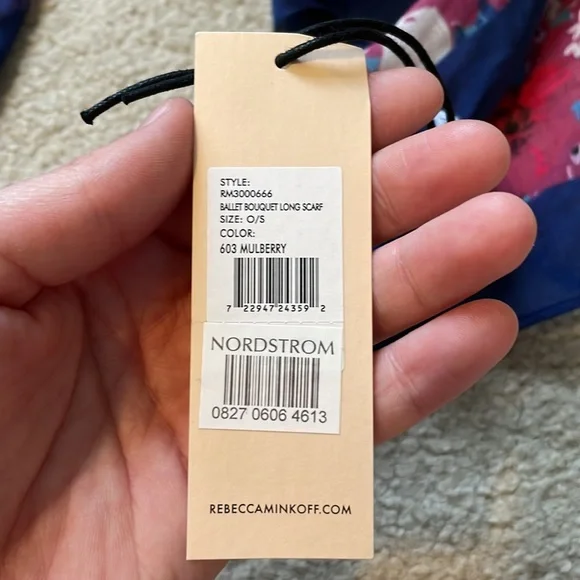 STYLE:
RM3000666
BALLET BOUQUET LONG SCARF
SIZE: O/S
COLOR:
603 MULBERRY
7 22947 24359 2
NORDSTROM
0827 0606 4613
REBECCAMINKOFF.COM